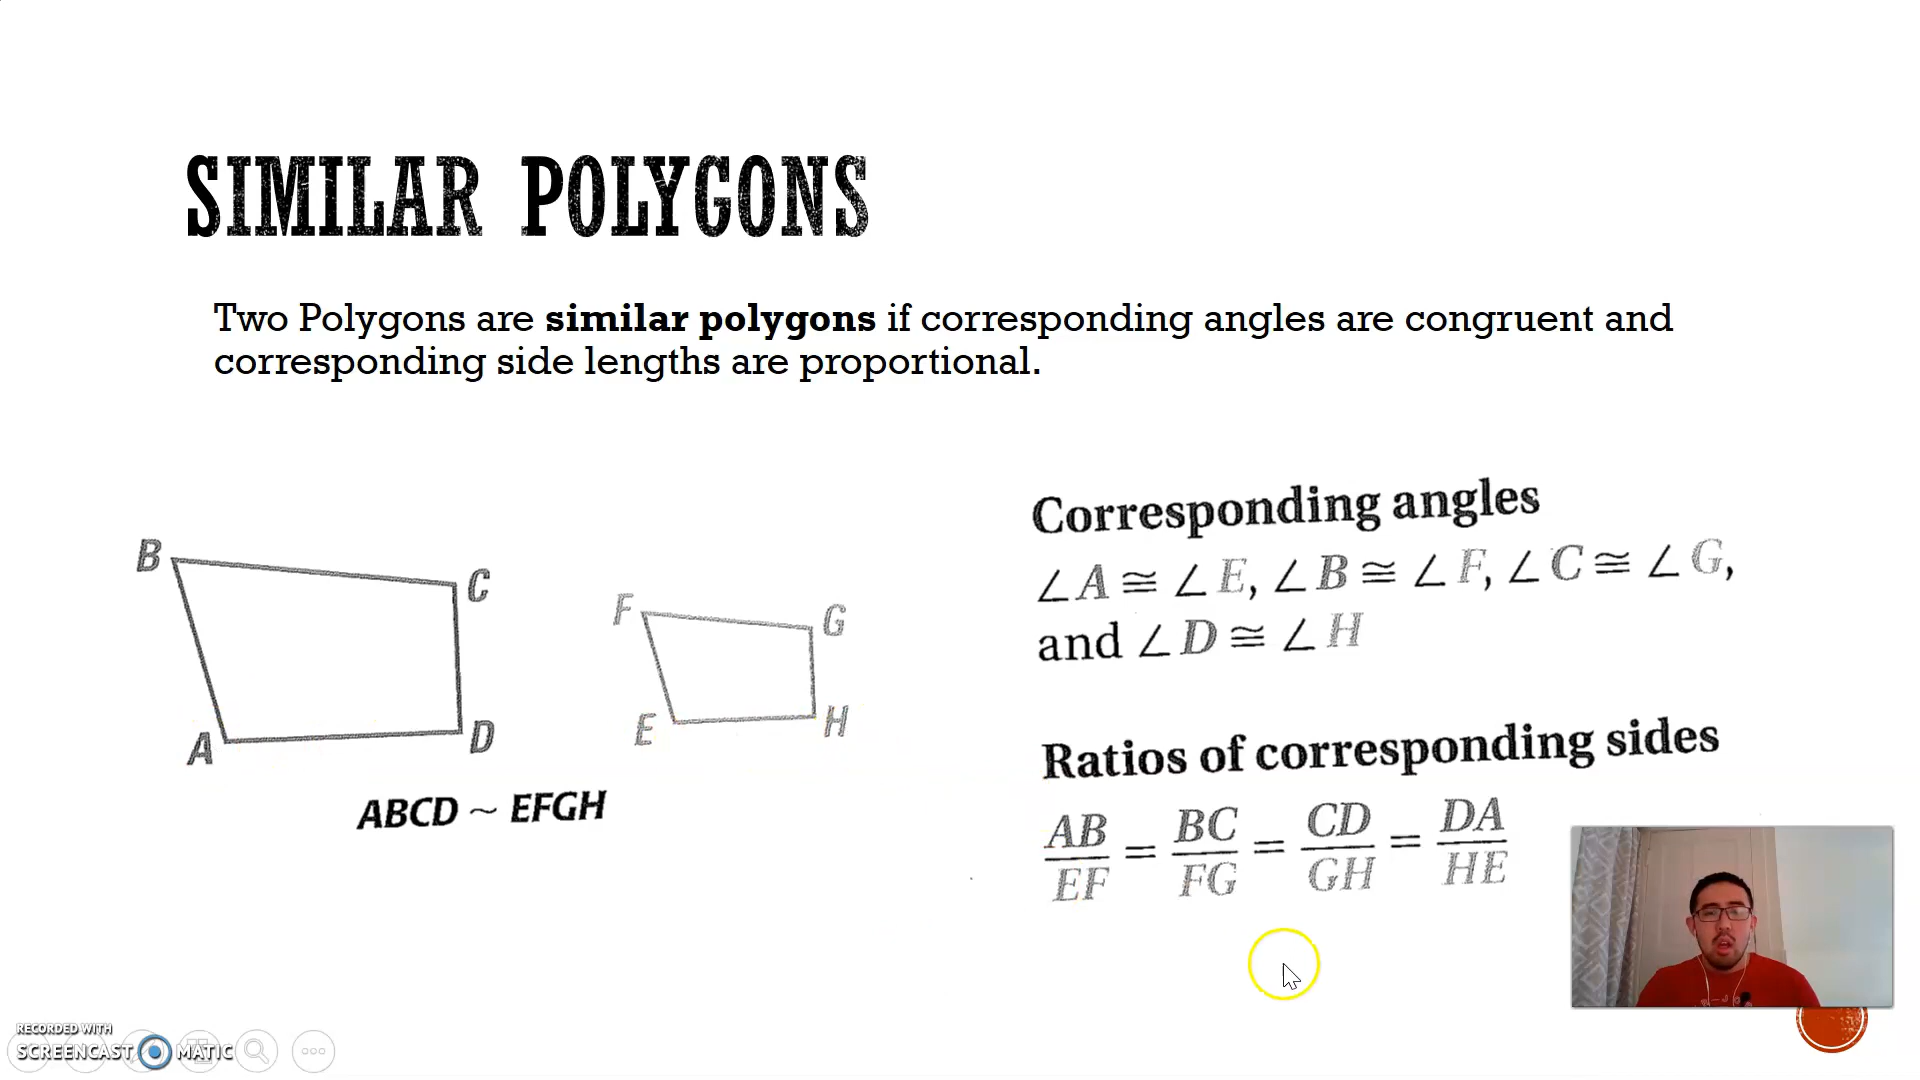 SIMILAR POLYGONS
Two Polygons are similar polygons if corresponding angles are congruent and
corresponding side lengths are proportional.
B
C
A
D
F
G
E
H
ABCD ~ EFGH
Corresponding angles
∠A ≅ ∠E, ∠B ≅ ∠F, ∠C ≅ ∠G,
and ∠D ≅ ∠H
Ratios of corresponding sides
AB/EF = BC/FG = CD/GH = DA/HE
RECORDED WITH
SCREENCAST MATIC